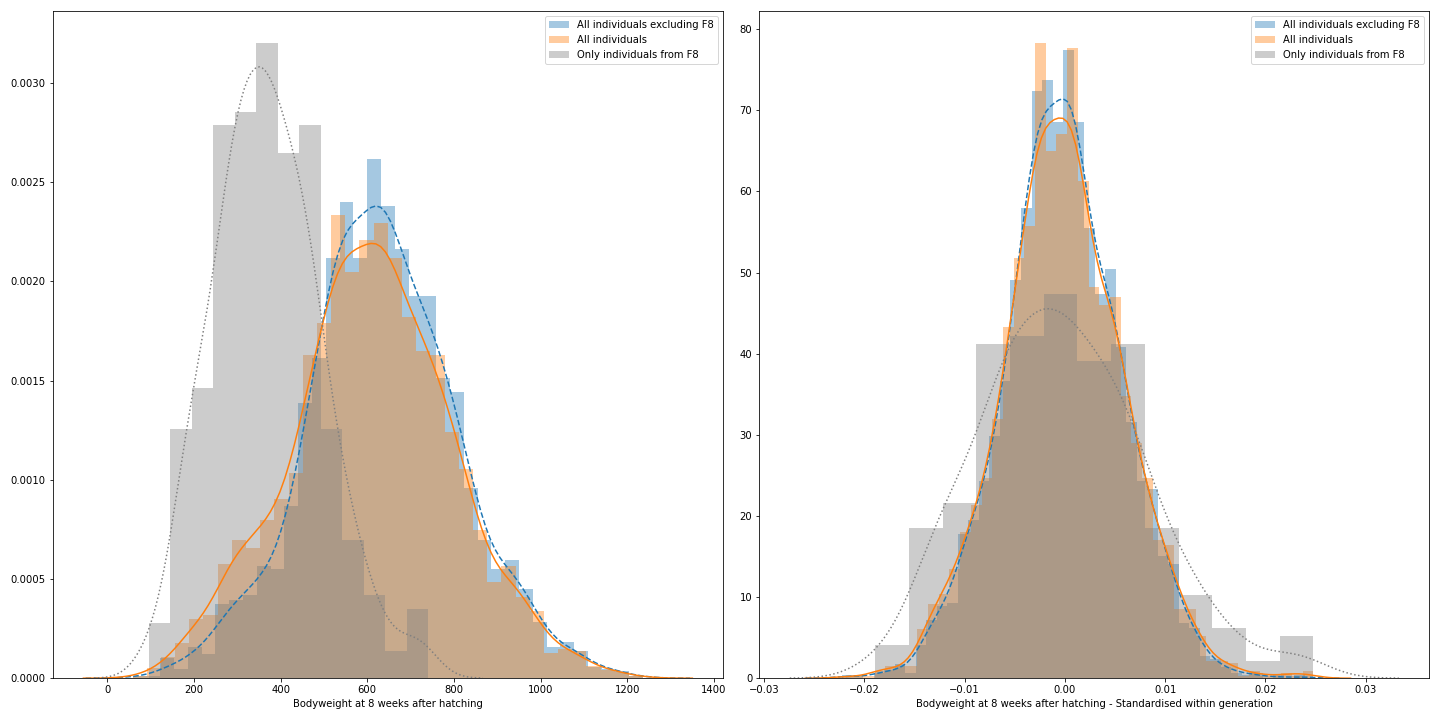 All individuals excluding F8
All individuals
Only individuals from F8
0.0030
0.0025
0.0020
0.0015
0.0010
0.0005
0.0000
0 200 400 600 800 1000 1200 1400
Bodyweight at 8 weeks after hatching
All individuals excluding F8
All individuals
Only individuals from F8
80
70
60
50
40
30
20
10
0
−0.03 −0.02 −0.01 0.00 0.01 0.02 0.03
Bodyweight at 8 weeks after hatching - Standardised within generation